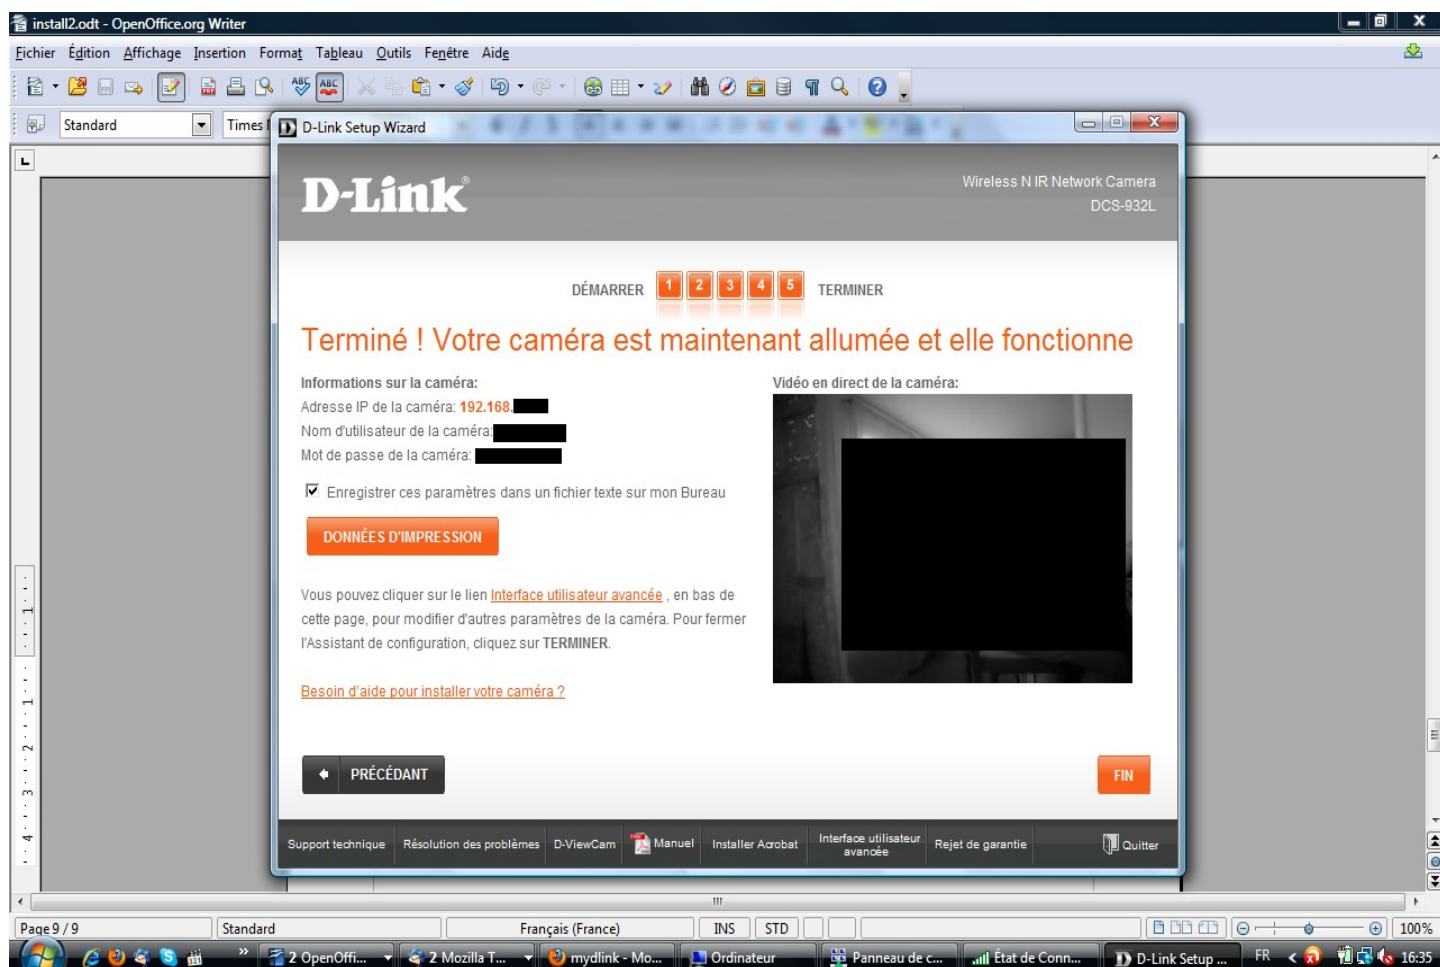 install2.odt - OpenOffice.org Writer
Fichier Édition Affichage Insertion Format Tableau Outils Fenêtre Aide
Standard Times
D-Link Setup Wizard
D-Link®
Wireless N IR Network Camera
DCS-932L
DÉMARRER 1 2 3 4 5 TERMINER
Terminé ! Votre caméra est maintenant allumée et elle fonctionne
Informations sur la caméra:
Adresse IP de la caméra: 192.168.
Nom d'utilisateur de la caméra:
Mot de passe de la caméra:
Enregistrer ces paramètres dans un fichier texte sur mon Bureau
DONNÉES D'IMPRESSION
Vous pouvez cliquer sur le lien Interface utilisateur avancée , en bas de
cette page, pour modifier d'autres paramètres de la caméra. Pour fermer
l'Assistant de configuration, cliquez sur TERMINER.
Besoin d'aide pour installer votre caméra ?
Vidéo en direct de la caméra:
PRÉCÉDANT
FIN
Support technique Résolution des problèmes D-ViewCam Manuel Installer Acrobat Interface utilisateur avancée Rejet de garantie Quitter
Page 9 / 9 Standard Français (France) INS STD 100%
2 OpenOffi... 2 Mozilla T... mydlink - Mo... Ordinateur Panneau de c... État de Conn... D-Link Setup ... FR 16:35